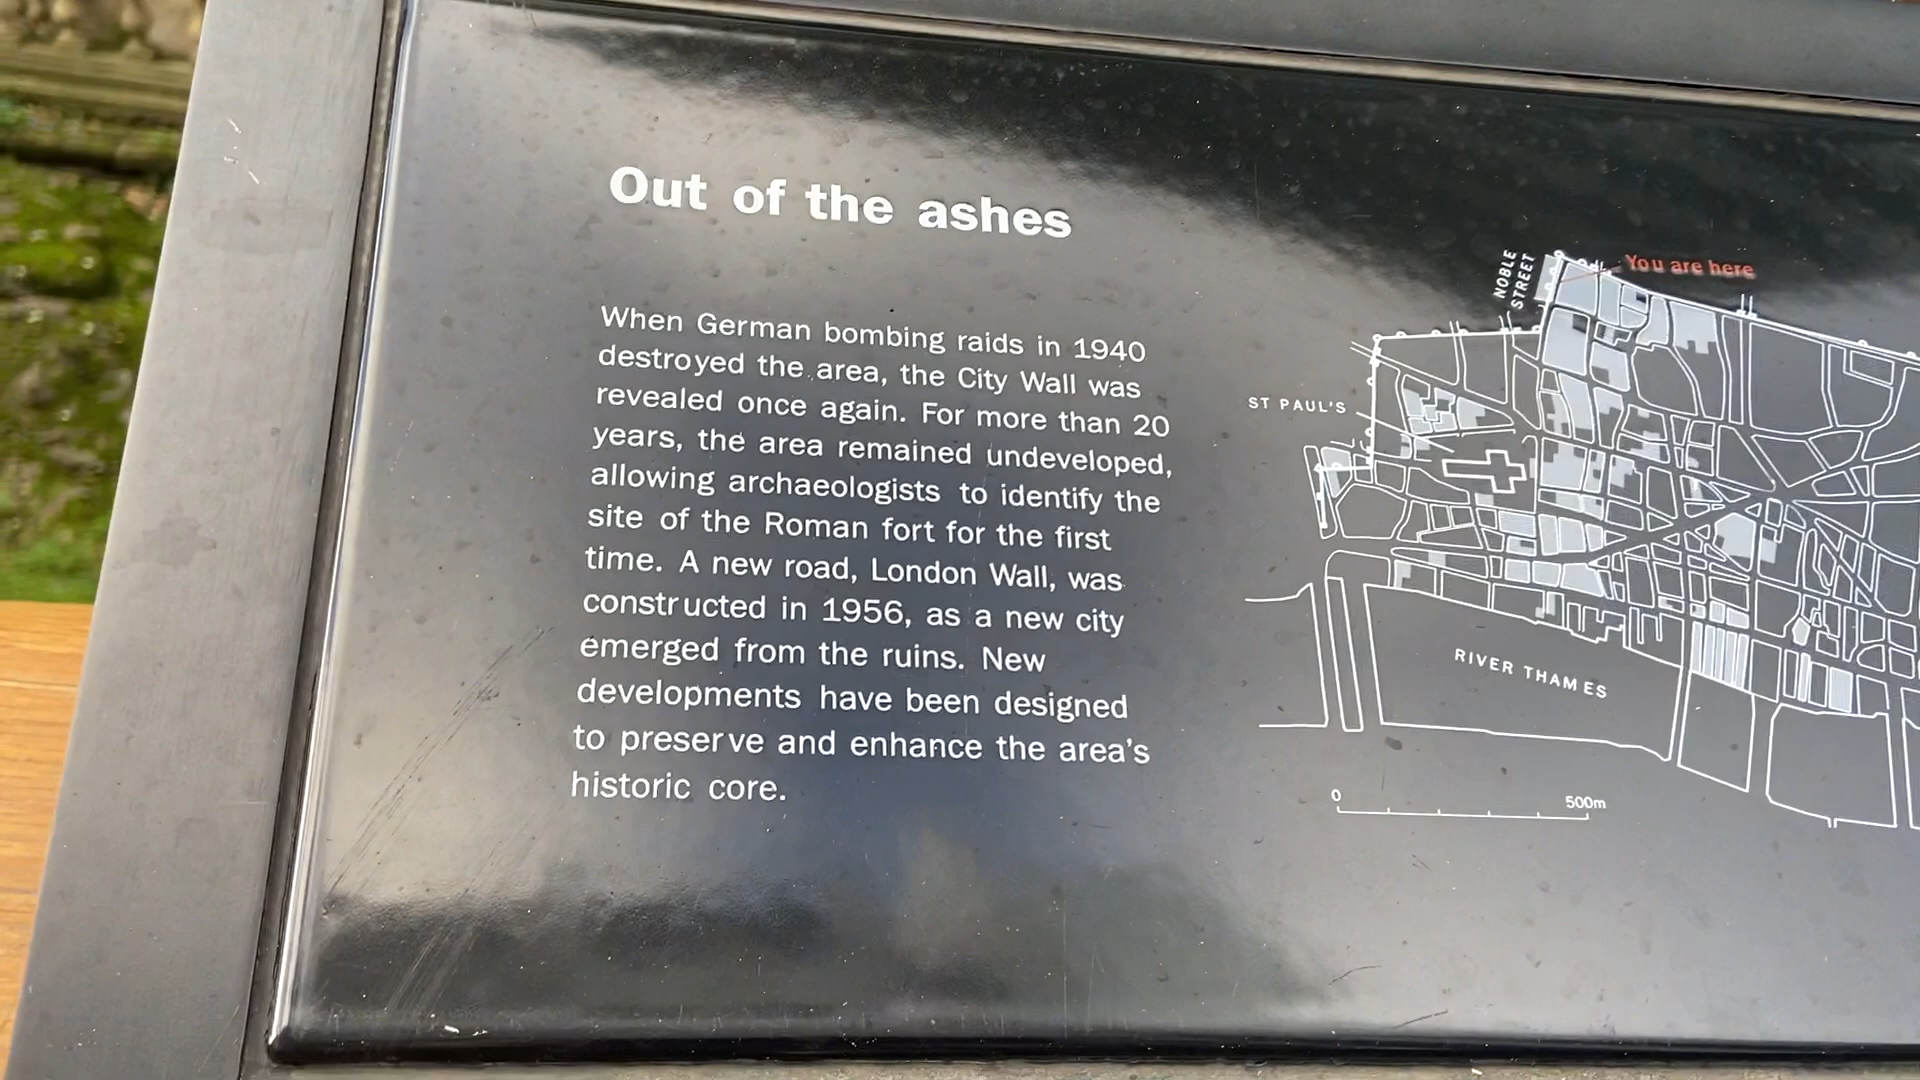 Out of the ashes
When German bombing raids in 1940
destroyed the area, the City Wall was
revealed once again. For more than 20
years, the area remained undeveloped,
allowing archaeologists to identify the
site of the Roman fort for the first
time. A new road, London Wall, was
constructed in 1956, as a new city
emerged from the ruins. New
developments have been designed
to preserve and enhance the area's
historic core.
NOBLE
STREET
You are here
ST PAUL'S
RIVER THAMES
0
500m